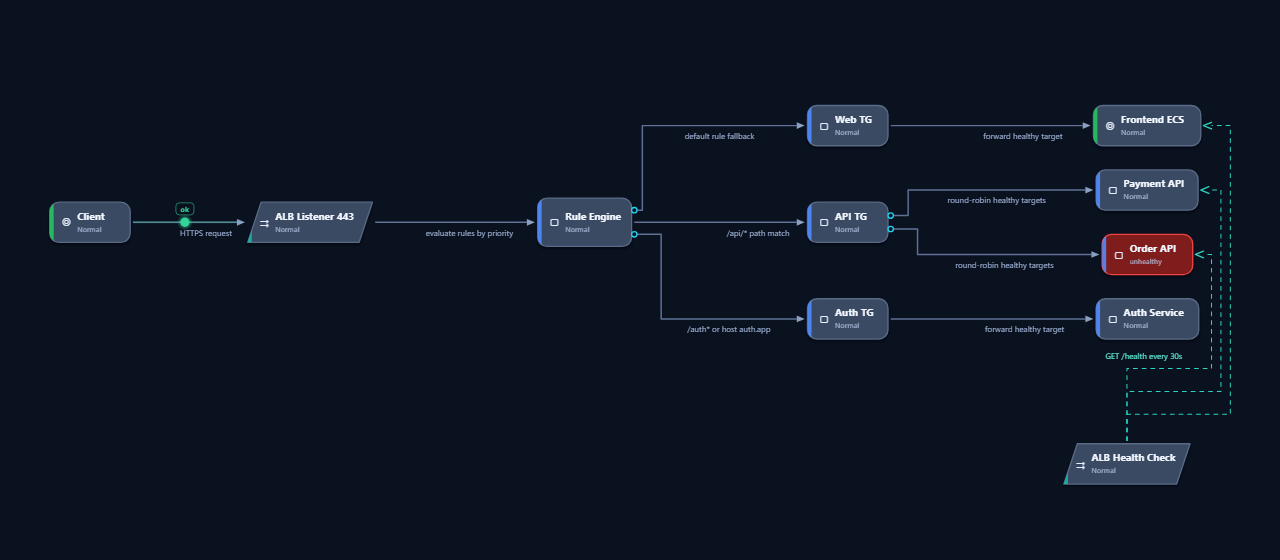 Client
Normal
ok
HTTPS request
ALB Listener 443
Normal
evaluate rules by priority
Rule Engine
Normal
default rule fallback
/api/* path match
/auth* or host auth.app
Web TG
Normal
API TG
Normal
Auth TG
Normal
forward healthy target
round-robin healthy targets
round-robin healthy targets
forward healthy target
Frontend ECS
Normal
Payment API
Normal
Order API
unhealthy
Auth Service
Normal
GET /health every 30s
ALB Health Check
Normal